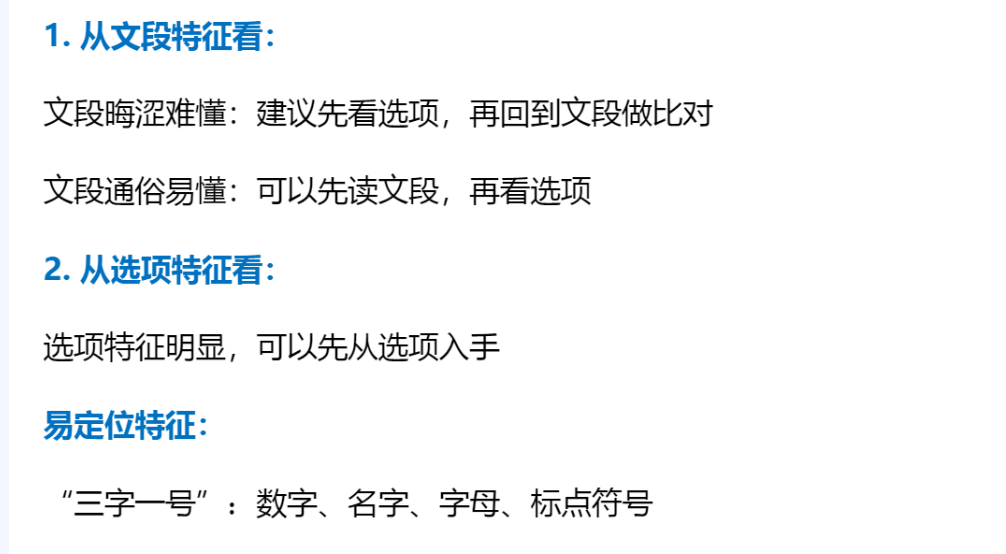 1. 从文段特征看：
文段晦涩难懂：建议先看选项，再回到文段做比对
文段通俗易懂：可以先读文段，再看选项
2. 从选项特征看：
选项特征明显，可以先从选项入手
易定位特征：
“三字一号”：数字、名字、字母、标点符号